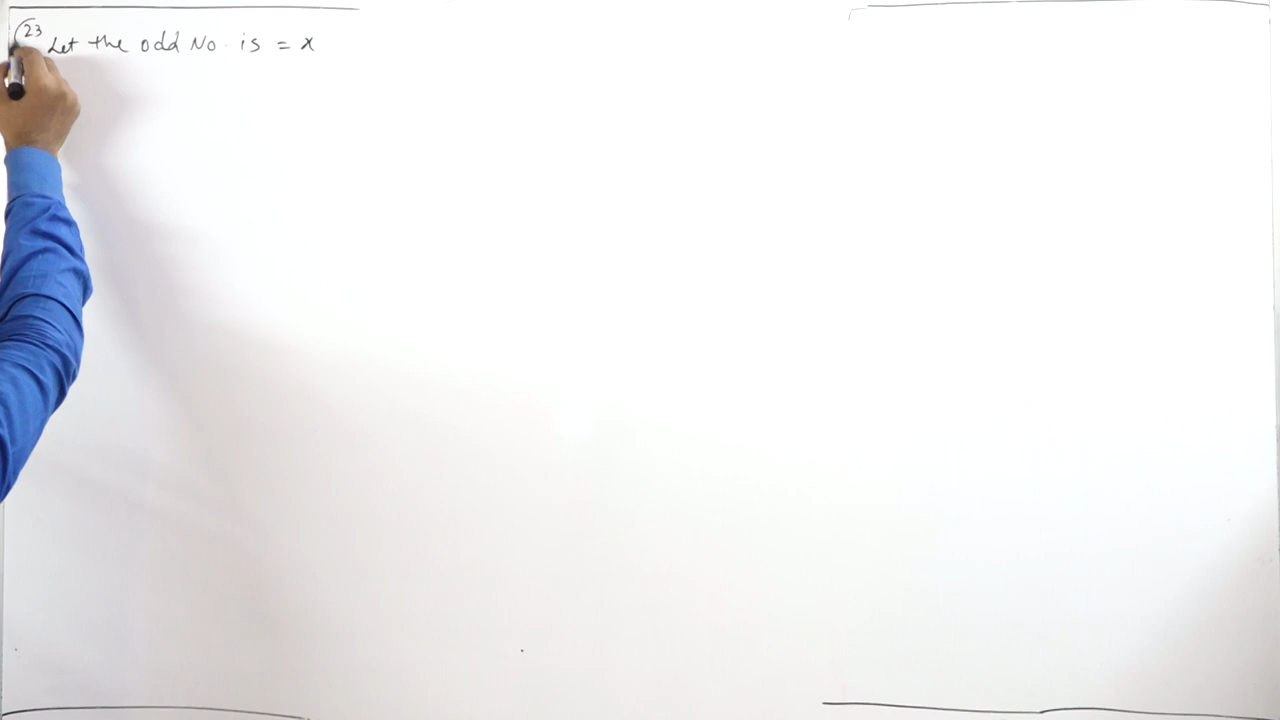 23
Let the odd No. is = x